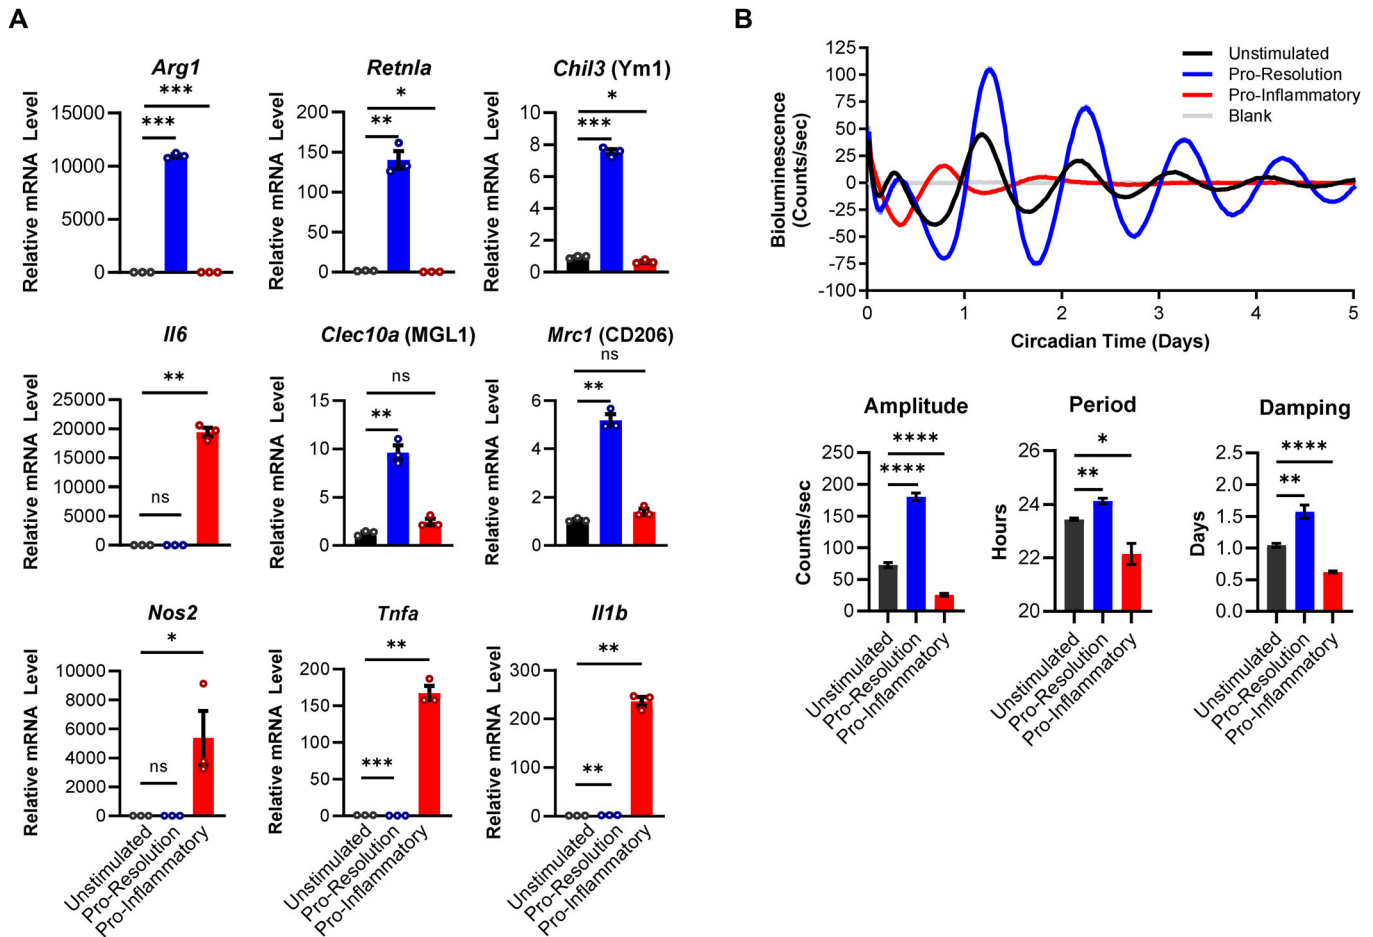 A
Arg1
Relative mRNA Level
15000
10000
5000
0
***
***
Retnla
Relative mRNA Level
200
150
100
50
0
*
**
Chil3 (Ym1)
Relative mRNA Level
10
8
6
4
2
0
*
***
Il6
Relative mRNA Level
25000
20000
15000
10000
5000
0
**
ns
Clec10a (MGL1)
Relative mRNA Level
15
10
5
0
ns
**
Mrc1 (CD206)
Relative mRNA Level
6
4
2
0
ns
**
Nos2
Relative mRNA Level
10000
8000
6000
4000
2000
0
*
ns
Unstimulated
Pro-Resolution
Pro-Inflammatory
Tnfa
Relative mRNA Level
200
150
100
50
0
**
***
Unstimulated
Pro-Resolution
Pro-Inflammatory
Il1b
Relative mRNA Level
300
200
100
0
**
**
Unstimulated
Pro-Resolution
Pro-Inflammatory
B
Bioluminescence
(Counts/sec)
125
100
75
50
25
0
-25
-50
-75
-100
0 1 2 3 4 5
Circadian Time (Days)
Unstimulated
Pro-Resolution
Pro-Inflammatory
Blank
Amplitude
Counts/sec
250
200
150
100
50
0
****
****
Unstimulated
Pro-Resolution
Pro-Inflammatory
Period
Hours
26
24
22
20
*
**
Unstimulated
Pro-Resolution
Pro-Inflammatory
Damping
Days
2.5
2.0
1.5
1.0
0.5
0.0
****
**
Unstimulated
Pro-Resolution
Pro-Inflammatory